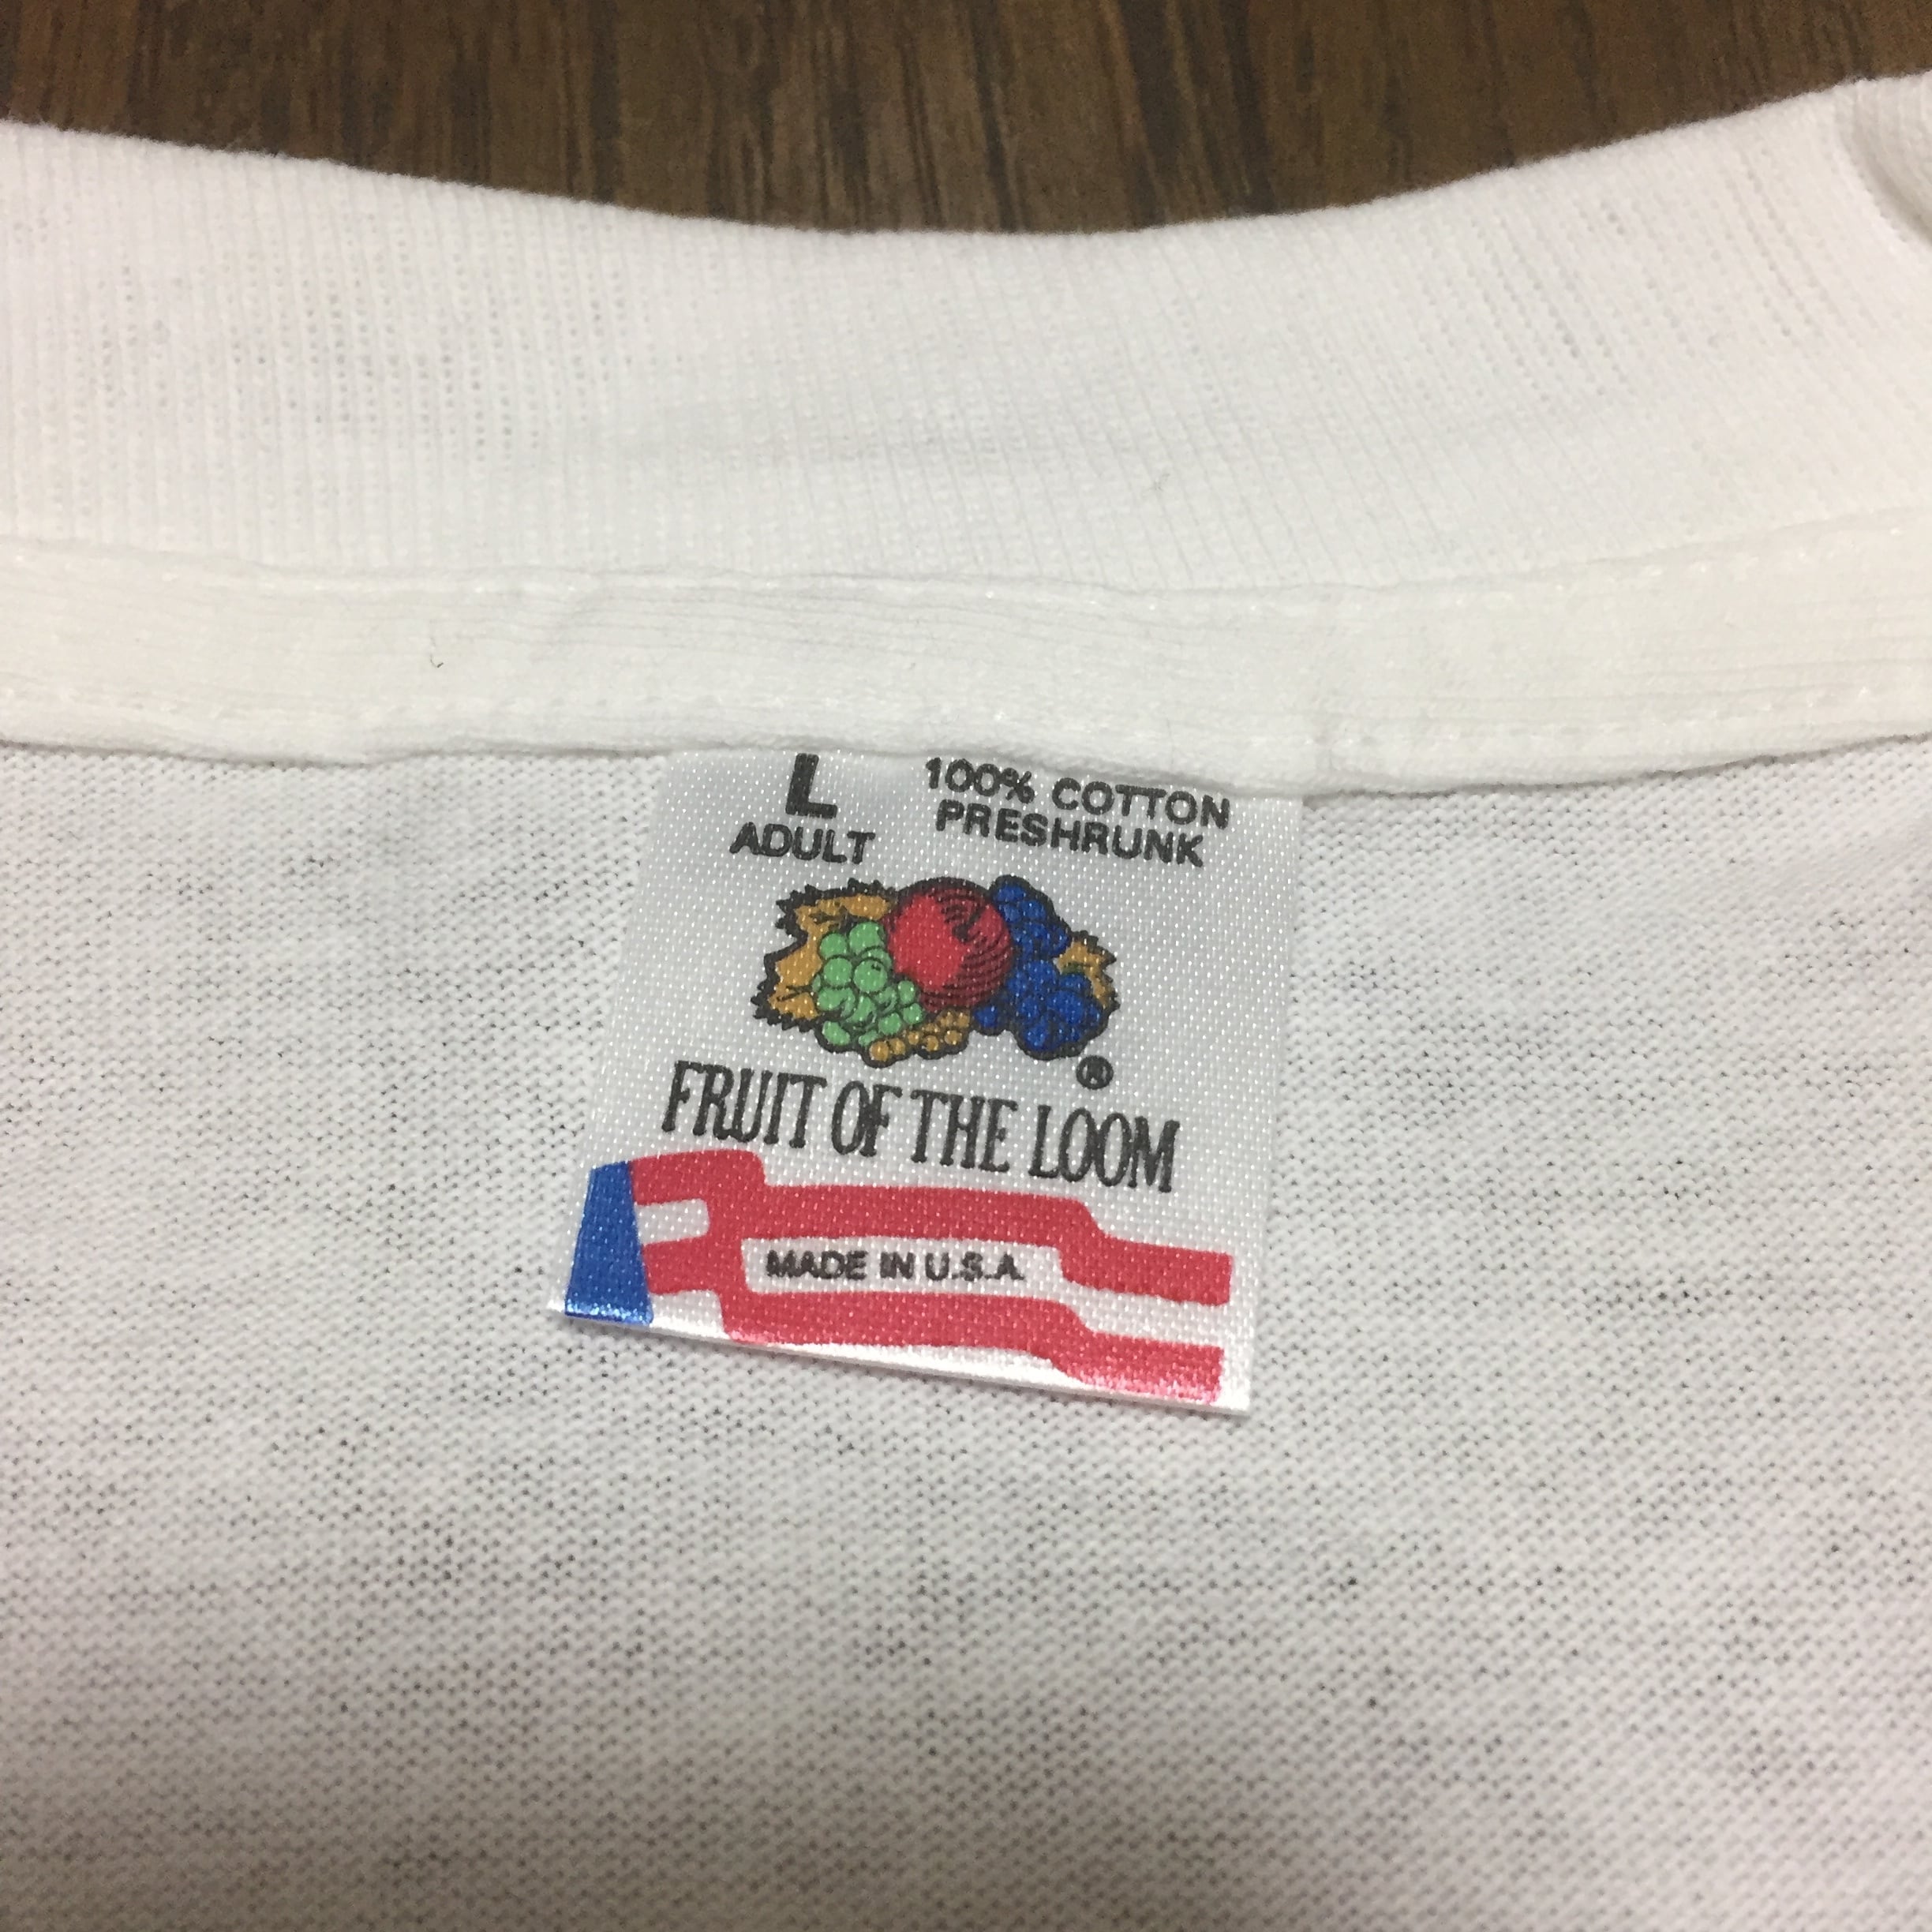 L
ADULT
100% COTTON
PRESHRUNK
®
FRUIT OF THE LOOM
MADE IN U.S.A.